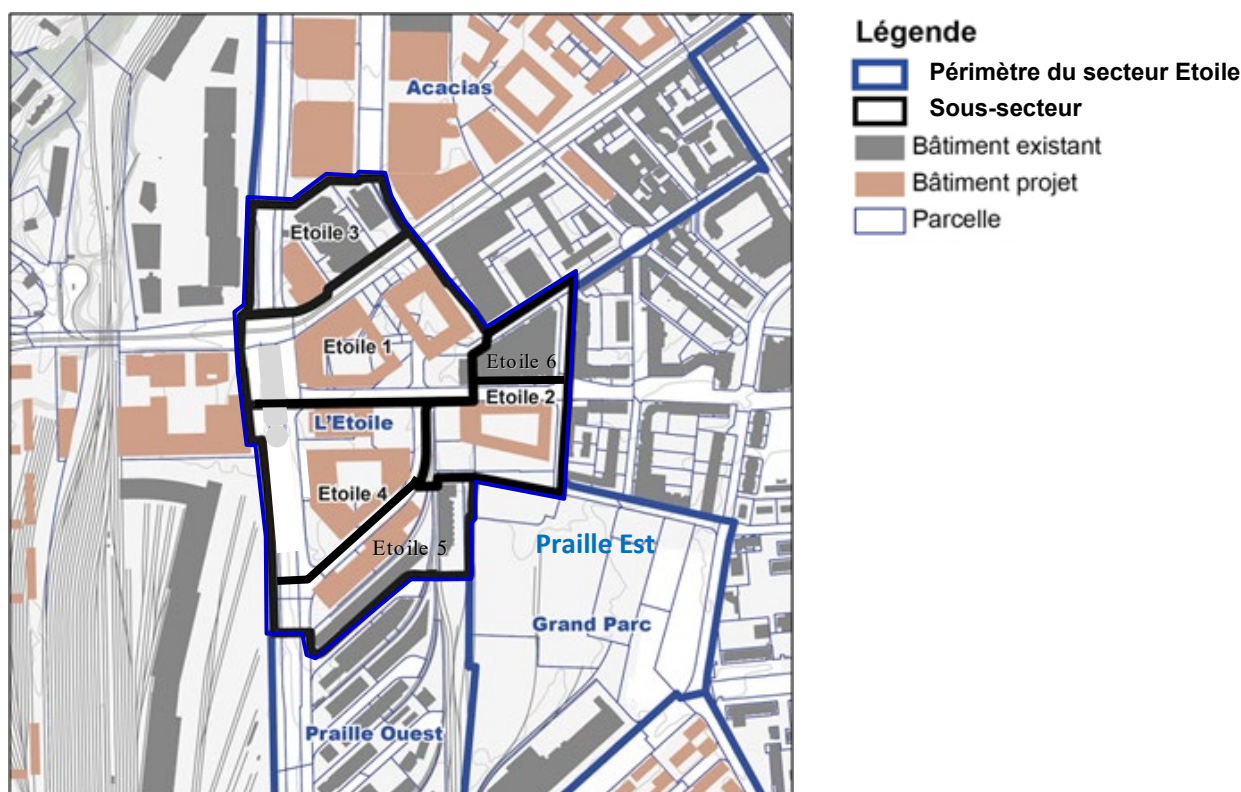 Légende
Périmètre du secteur Etoile
Sous-secteur
Bâtiment existant
Bâtiment projet
Parcelle
Acacias
Etoile 3
Etoile 1
Etoile 6
Etoile 2
L'Etoile
Etoile 4
Etoile 5
Praille Est
Grand Parc
Praille Ouest